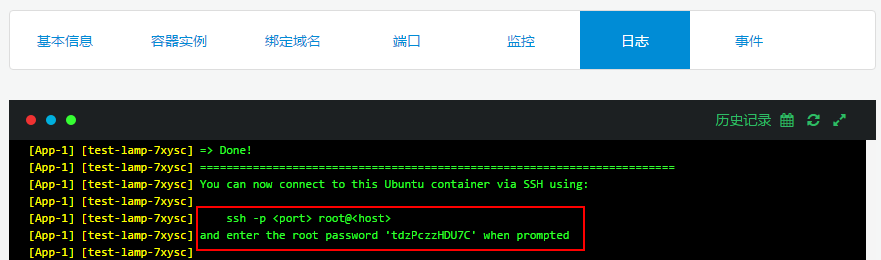 基本信息 容器实例 绑定域名 端口 监控 日志 事件
历史记录
[App-1] [test-lamp-7xysc] => Done!
[App-1] [test-lamp-7xysc] ========================================================================
[App-1] [test-lamp-7xysc] You can now connect to this Ubuntu container via SSH using:
[App-1] [test-lamp-7xysc]
[App-1] [test-lamp-7xysc]     ssh -p <port> root@<host>
[App-1] [test-lamp-7xysc] and enter the root password 'tdzPczzHDU7C' when prompted
[App-1] [test-lamp-7xysc]